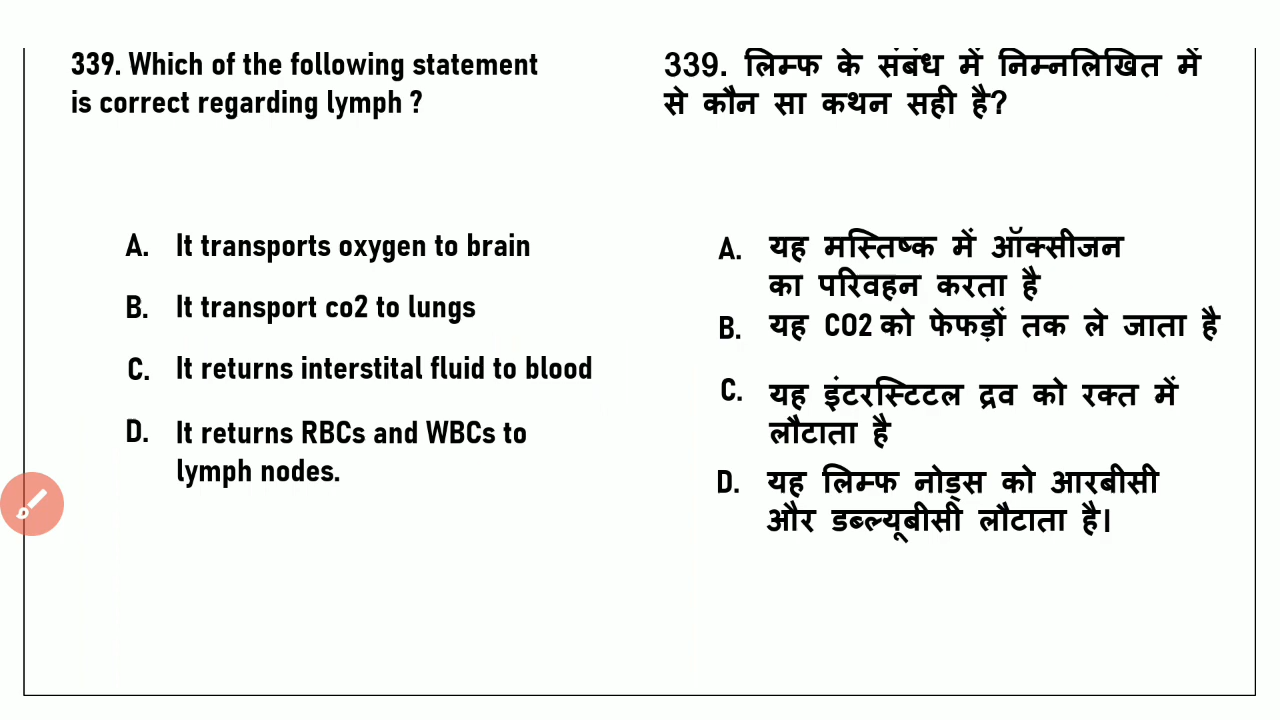 339. Which of the following statement
is correct regarding lymph ?
A. It transports oxygen to brain
B. It transport co2 to lungs
C. It returns interstital fluid to blood
D. It returns RBCs and WBCs to
lymph nodes.
339. लिम्फ के संबंध में निम्नलिखित में
से कौन सा कथन सही है?
A. यह मस्तिष्क में ऑक्सीजन
का परिवहन करता है
B. यह CO2 को फेफड़ों तक ले जाता है
C. यह इंटरस्टिटल द्रव को रक्त में
लौटाता है
D. यह लिम्फ नोड्स को आरबीसी
और डब्ल्यूबीसी लौटाता है।